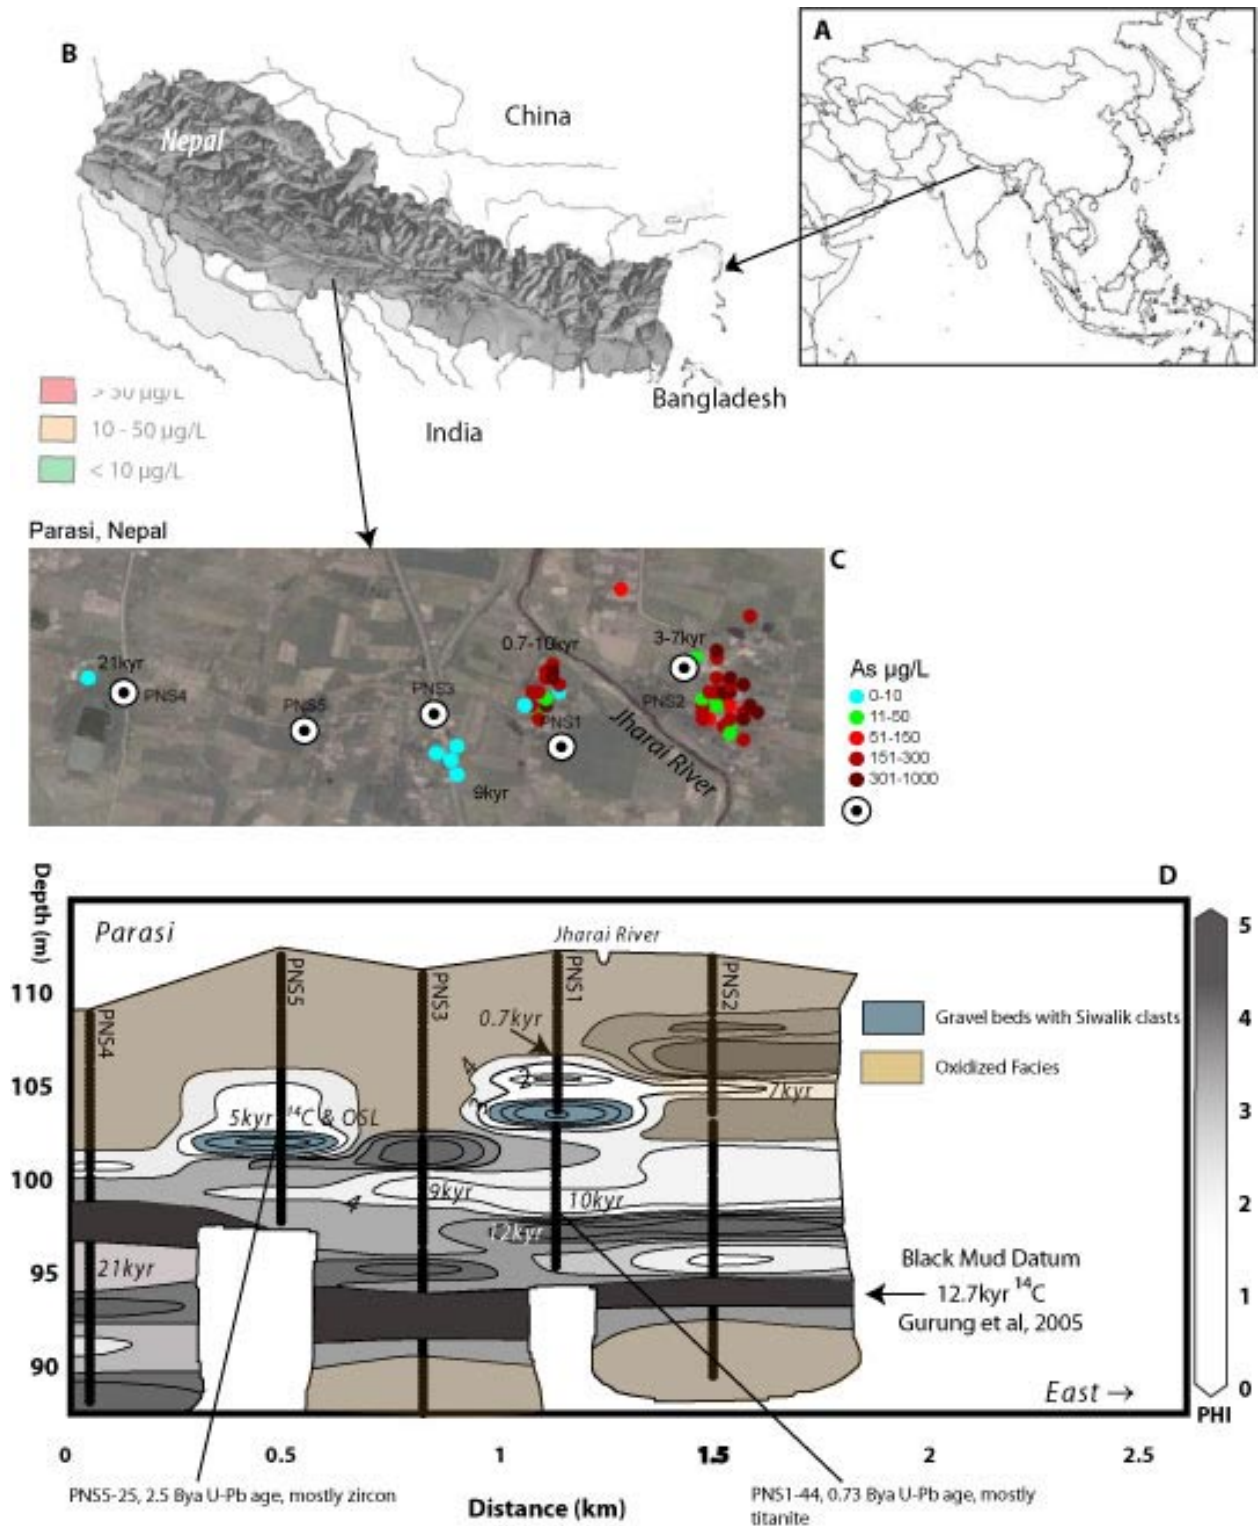 B
A
China
Nepal
> 50 µg/L
10 - 50 µg/L
< 10 µg/L
India
Bangladesh
Parasi, Nepal
C
21kyr
PNS4
PNS5
PNS3
9kyr
0.7-10kyr
PNS1
Jharai River
3-7kyr
PNS2
As µg/L
0-10
11-50
51-150
151-300
301-1000
D
Depth (m)
110
105
100
95
90
Parasi
Jharai River
PNS4
PNS5
PNS3
PNS1
PNS2
0.7kyr
4
2
3
7kyr
5kyr ¹⁴C & OSL
9kyr
4
10kyr
12kyr
21kyr
Gravel beds with Siwalik clasts
Oxidized Facies
Black Mud Datum
12.7kyr ¹⁴C
Gurung et al, 2005
East →
5
4
3
2
1
0
PHI
0
0.5
1
1.5
2
2.5
Distance (km)
PNS5-25, 2.5 Bya U-Pb age, mostly zircon
PNS1-44, 0.73 Bya U-Pb age, mostly
titanite